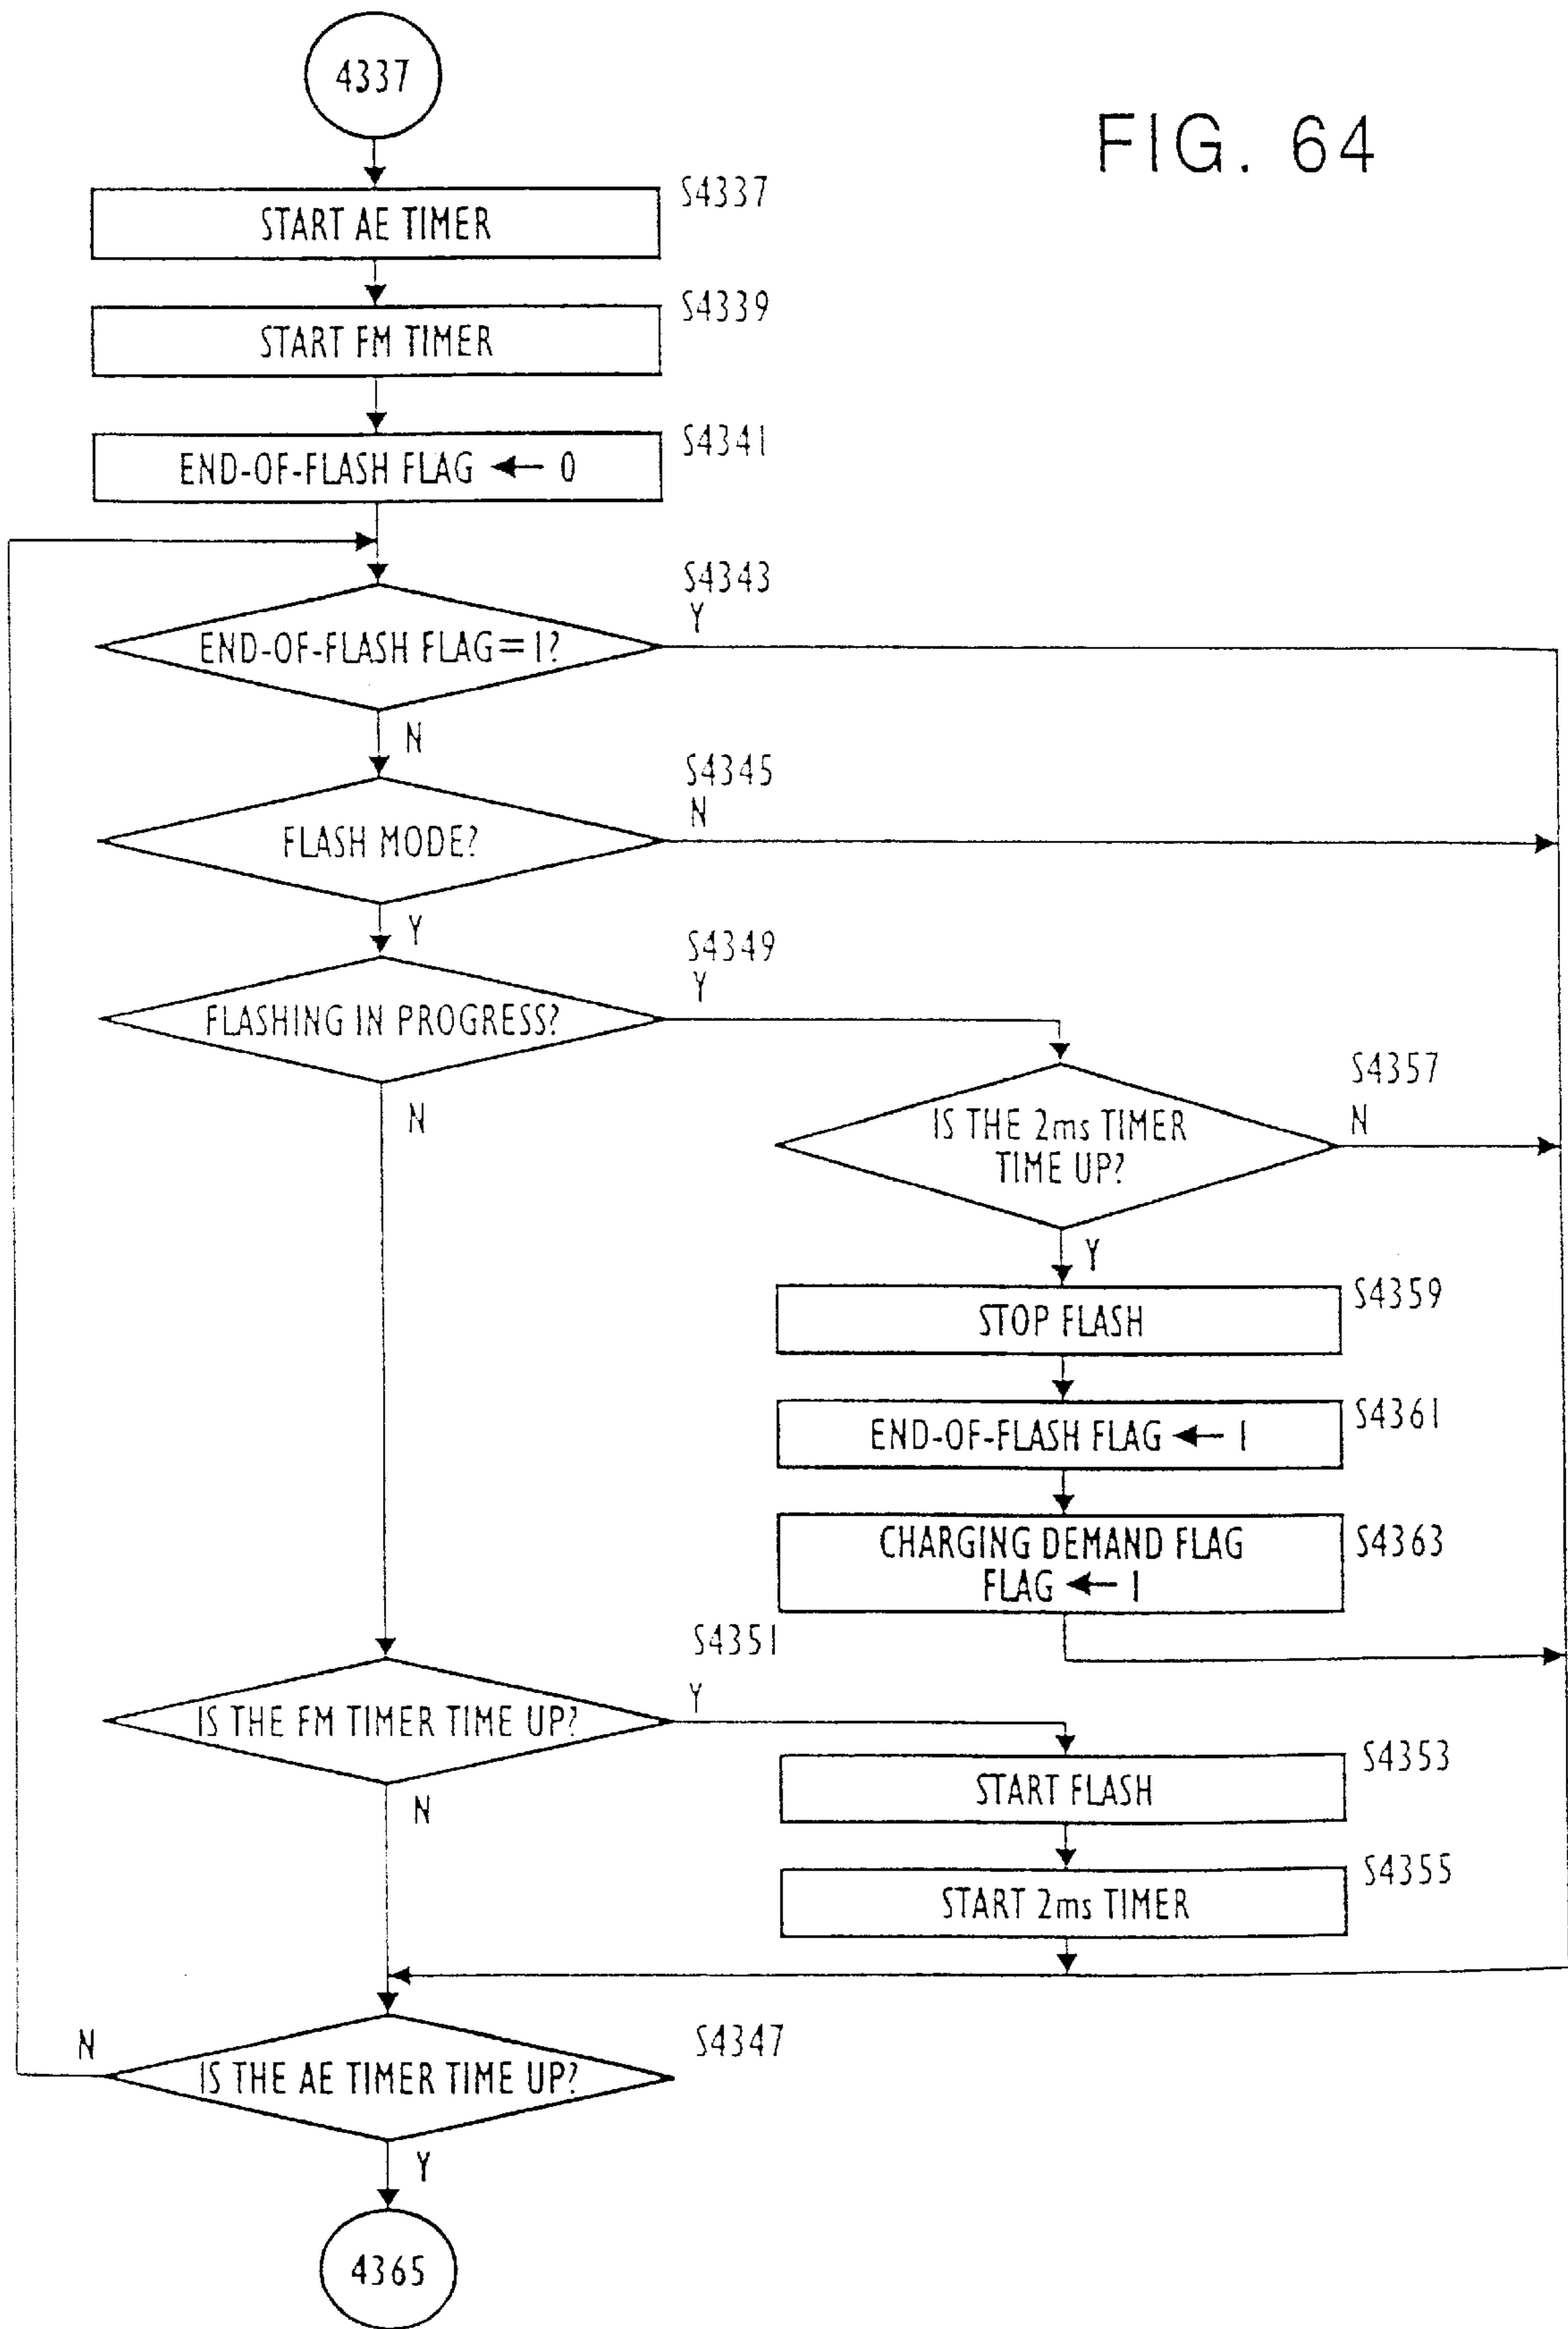 FIG. 64
4337
S4337
START AE TIMER
S4339
START FM TIMER
S4341
END-OF-FLASH FLAG ← 0
S4343
Y
END-OF-FLASH FLAG=1?
N
S4345
N
FLASH MODE?
Y
S4349
Y
FLASHING IN PROGRESS?
N
S4357
N
IS THE 2ms TIMER
TIME UP?
Y
S4359
STOP FLASH
S4361
END-OF-FLASH FLAG ← 1
S4363
CHARGING DEMAND FLAG
FLAG ← 1
S4351
Y
IS THE FM TIMER TIME UP?
N
S4353
START FLASH
S4355
START 2ms TIMER
S4347
N
IS THE AE TIMER TIME UP?
Y
4365